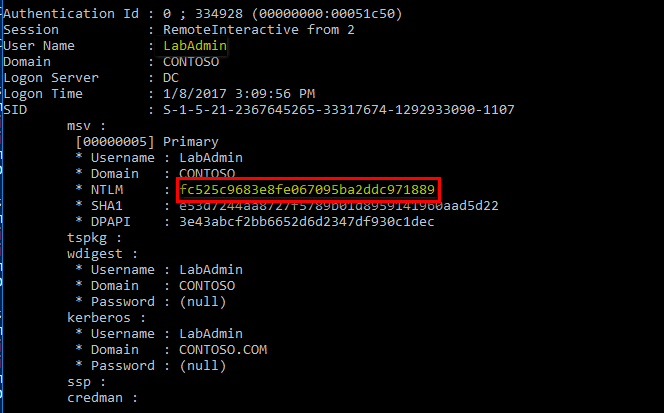 Authentication Id : 0 ; 334928 (00000000:00051c50)
Session           : RemoteInteractive from 2
User Name         : LabAdmin
Domain            : CONTOSO
Logon Server      : DC
Logon Time        : 1/8/2017 3:09:56 PM
SID               : S-1-5-21-2367645265-33317674-1292933090-1107
msv :
[00000005] Primary
* Username : LabAdmin
* Domain   : CONTOSO
* NTLM     : fc525c9683e8fe067095ba2ddc971889
* SHA1     : e53d7244aa8727f5789b01d8959141960aad5d22
* DPAPI    : 3e43abcf2bb6652d6d2347df930c1dec
tspkg :
wdigest :
* Username : LabAdmin
* Domain   : CONTOSO
* Password : (null)
kerberos :
* Username : LabAdmin
* Domain   : CONTOSO.COM
* Password : (null)
ssp :
credman :